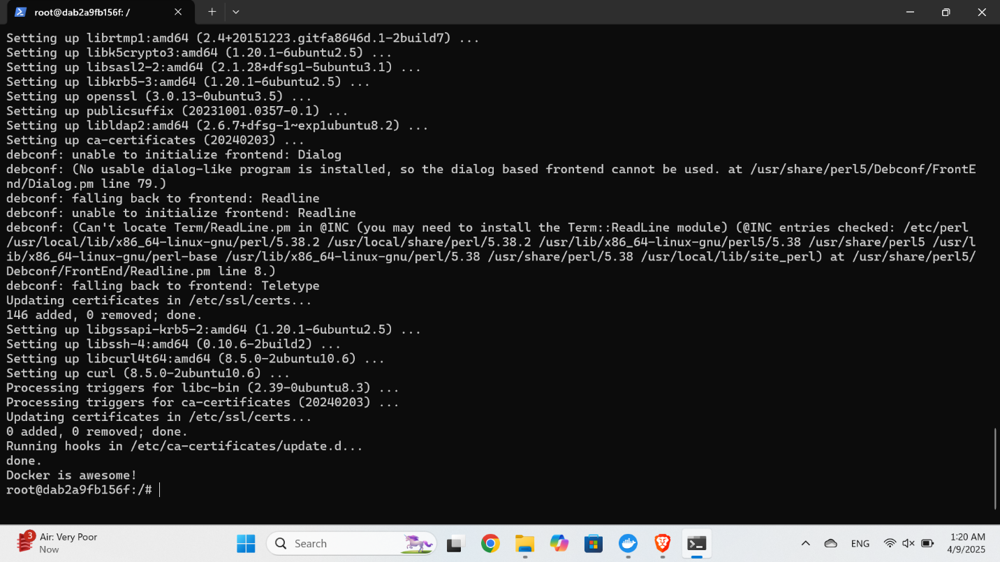 root@dab2a9fb156f: /
Setting up librtmp1:amd64 (2.4+20151223.gitfa8646d.1-2build7) ...
Setting up libk5crypto3:amd64 (1.20.1-6ubuntu2.5) ...
Setting up libsasl2-2:amd64 (2.1.28+dfsg1-5ubuntu3.1) ...
Setting up libkrb5-3:amd64 (1.20.1-6ubuntu2.5) ...
Setting up openssl (3.0.13-0ubuntu3.5) ...
Setting up publicsuffix (20231001.0357-0.1) ...
Setting up libldap2:amd64 (2.6.7+dfsg-1~exp1ubuntu8.2) ...
Setting up ca-certificates (20240203) ...
debconf: unable to initialize frontend: Dialog
debconf: (No usable dialog-like program is installed, so the dialog based frontend cannot be used. at /usr/share/perl5/Debconf/FrontE
nd/Dialog.pm line 79.)
debconf: falling back to frontend: Readline
debconf: unable to initialize frontend: Readline
debconf: (Can't locate Term/ReadLine.pm in @INC (you may need to install the Term::ReadLine module) (@INC entries checked: /etc/perl
/usr/local/lib/x86_64-linux-gnu/perl/5.38.2 /usr/local/share/perl/5.38.2 /usr/lib/x86_64-linux-gnu/perl5/5.38 /usr/share/perl5 /usr/l
ib/x86_64-linux-gnu/perl-base /usr/lib/x86_64-linux-gnu/perl/5.38 /usr/share/perl/5.38 /usr/local/lib/site_perl) at /usr/share/perl5/
Debconf/FrontEnd/Readline.pm line 8.)
debconf: falling back to frontend: Teletype
Updating certificates in /etc/ssl/certs...
146 added, 0 removed; done.
Setting up libgssapi-krb5-2:amd64 (1.20.1-6ubuntu2.5) ...
Setting up libssh-4:amd64 (0.10.6-2build2) ...
Setting up libcurl4t64:amd64 (8.5.0-2ubuntu10.6) ...
Setting up curl (8.5.0-2ubuntu10.6) ...
Processing triggers for libc-bin (2.39-0ubuntu8.3) ...
Processing triggers for ca-certificates (20240203) ...
Updating certificates in /etc/ssl/certs...
0 added, 0 removed; done.
Running hooks in /etc/ca-certificates/update.d...
done.
Docker is awesome!
root@dab2a9fb156f:/#
3
Air: Very Poor
Now
Search
ENG
1:20 AM
4/9/2025